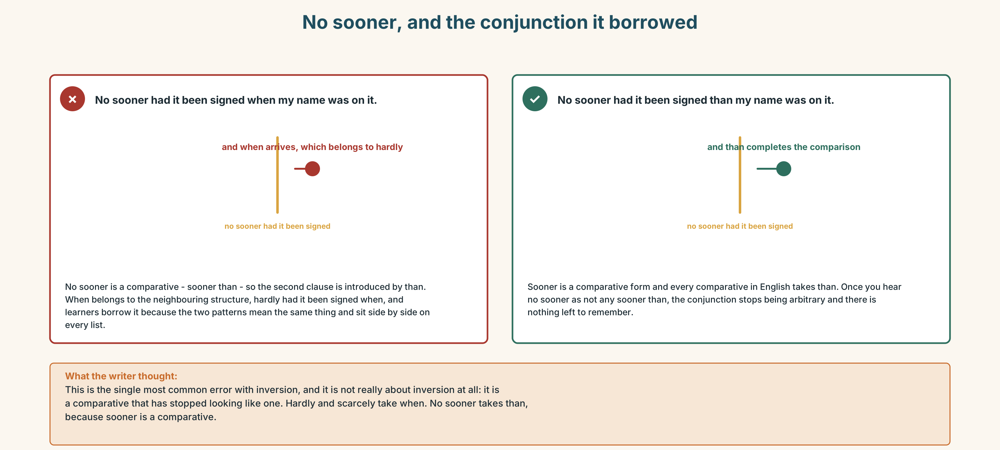 No sooner, and the conjunction it borrowed
No sooner had it been signed when my name was on it.
and when arrives, which belongs to hardly
no sooner had it been signed
No sooner is a comparative - sooner than - so the second clause is introduced by than.
When belongs to the neighbouring structure, hardly had it been signed when, and
learners borrow it because the two patterns mean the same thing and sit side by side on
every list.
No sooner had it been signed than my name was on it.
and than completes the comparison
no sooner had it been signed
Sooner is a comparative form and every comparative in English takes than. Once you hear
no sooner as not any sooner than, the conjunction stops being arbitrary and there is
nothing left to remember.
What the writer thought:
This is the single most common error with inversion, and it is not really about inversion at all: it is
a comparative that has stopped looking like one. Hardly and scarcely take when. No sooner takes than,
because sooner is a comparative.